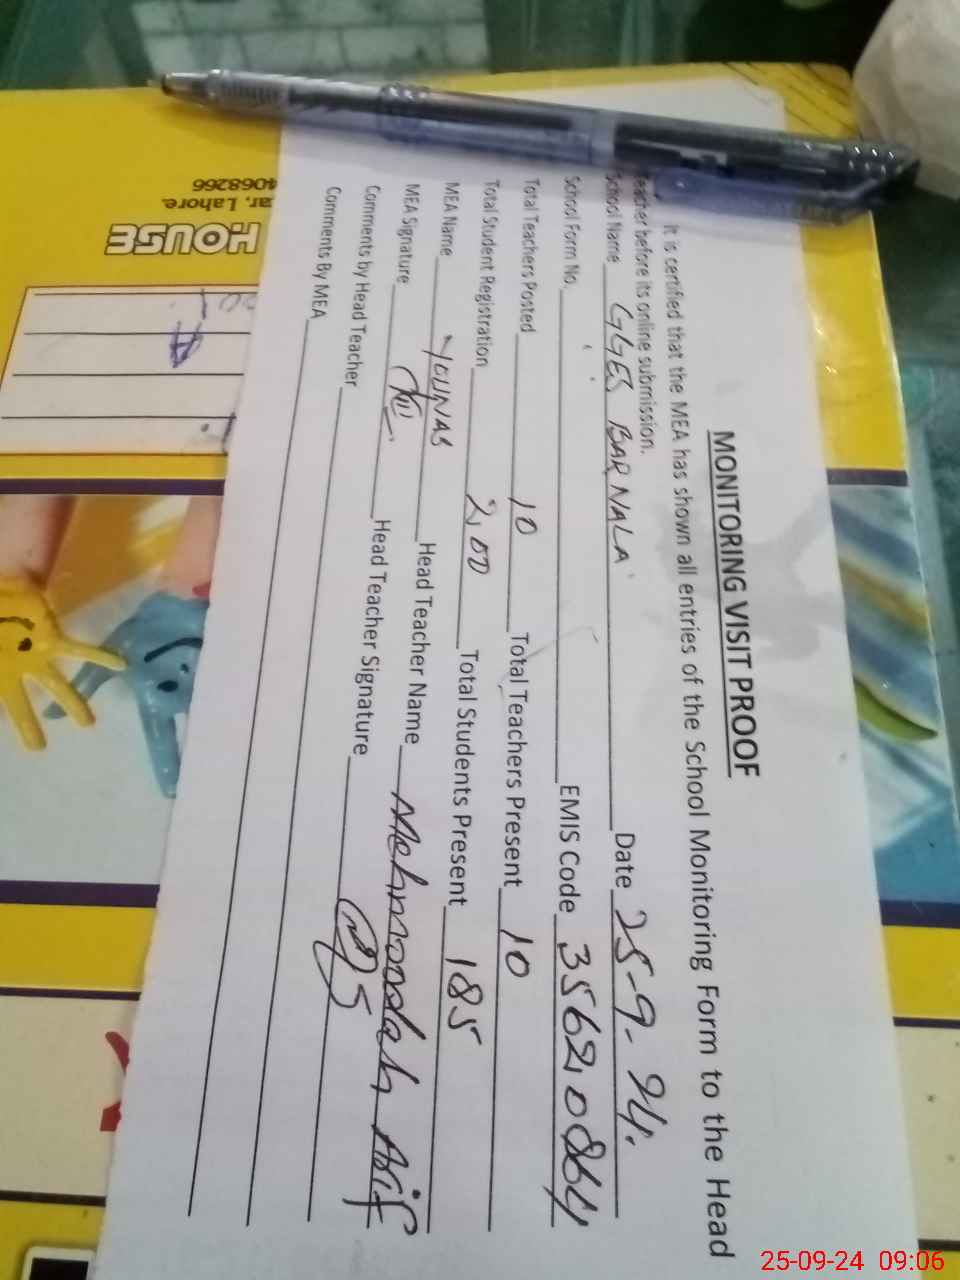 MONITORING VISIT PROOF
It is certified that the MEA has shown all entries of the School Monitoring Form to the Head
Teacher before its online submission.
School Name GGES BARNALA Date 25-9-24.
School Form No. EMIS Code 35620864
Total Teachers Posted 10 Total Teachers Present 10
Total Student Registration 200 Total Students Present 185
MEA Name YOUNAS Head Teacher Name Mehmoodah Asif
MEA Signature Head Teacher Signature
Comments by Head Teacher
Comments By MEA
HOUSE
ar, Lahore.
4068266
25-09-24 09:06